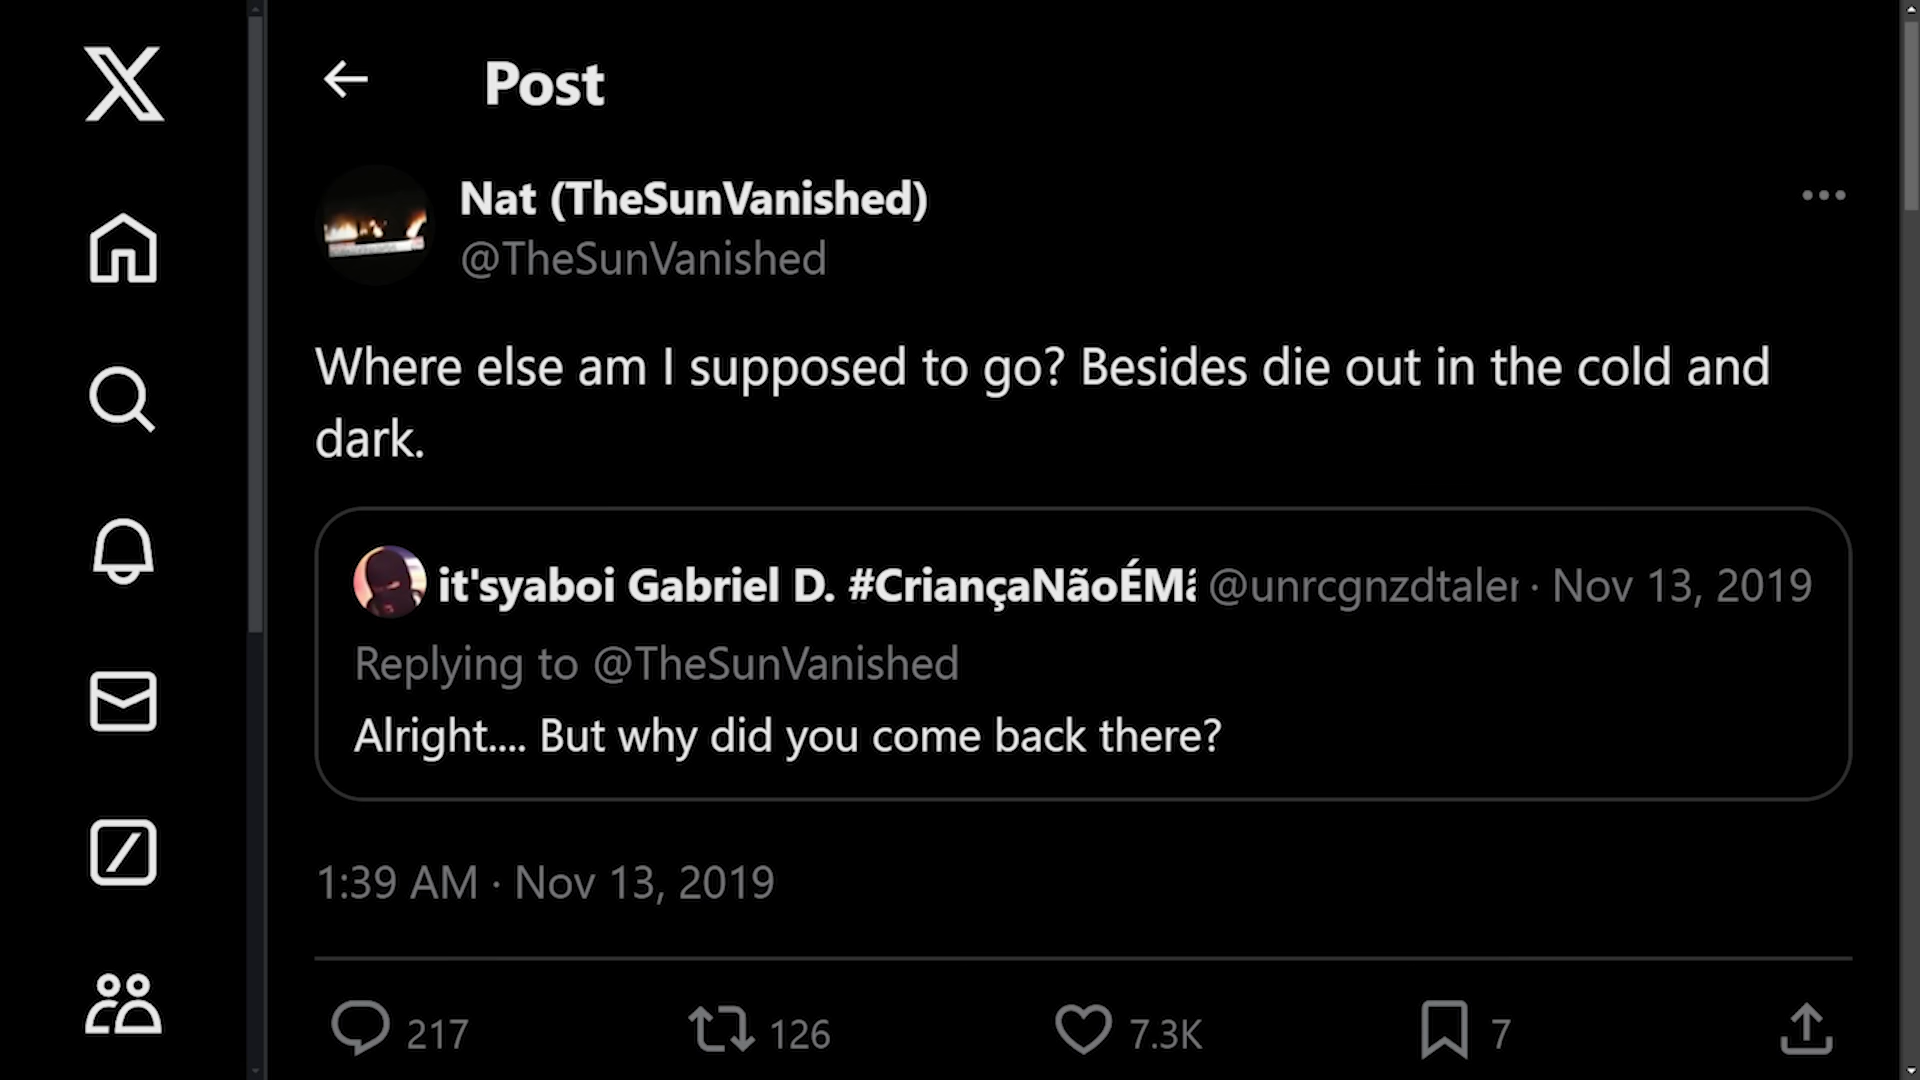 Post
Nat (TheSunVanished)
@TheSunVanished
Where else am I supposed to go? Besides die out in the cold and
dark.
it'syaboi Gabriel D. #CriançaNãoÉMã @unrcgnzdtaler · Nov 13, 2019
Replying to @TheSunVanished
Alright.... But why did you come back there?
1:39 AM · Nov 13, 2019
217 126 7.3K 7